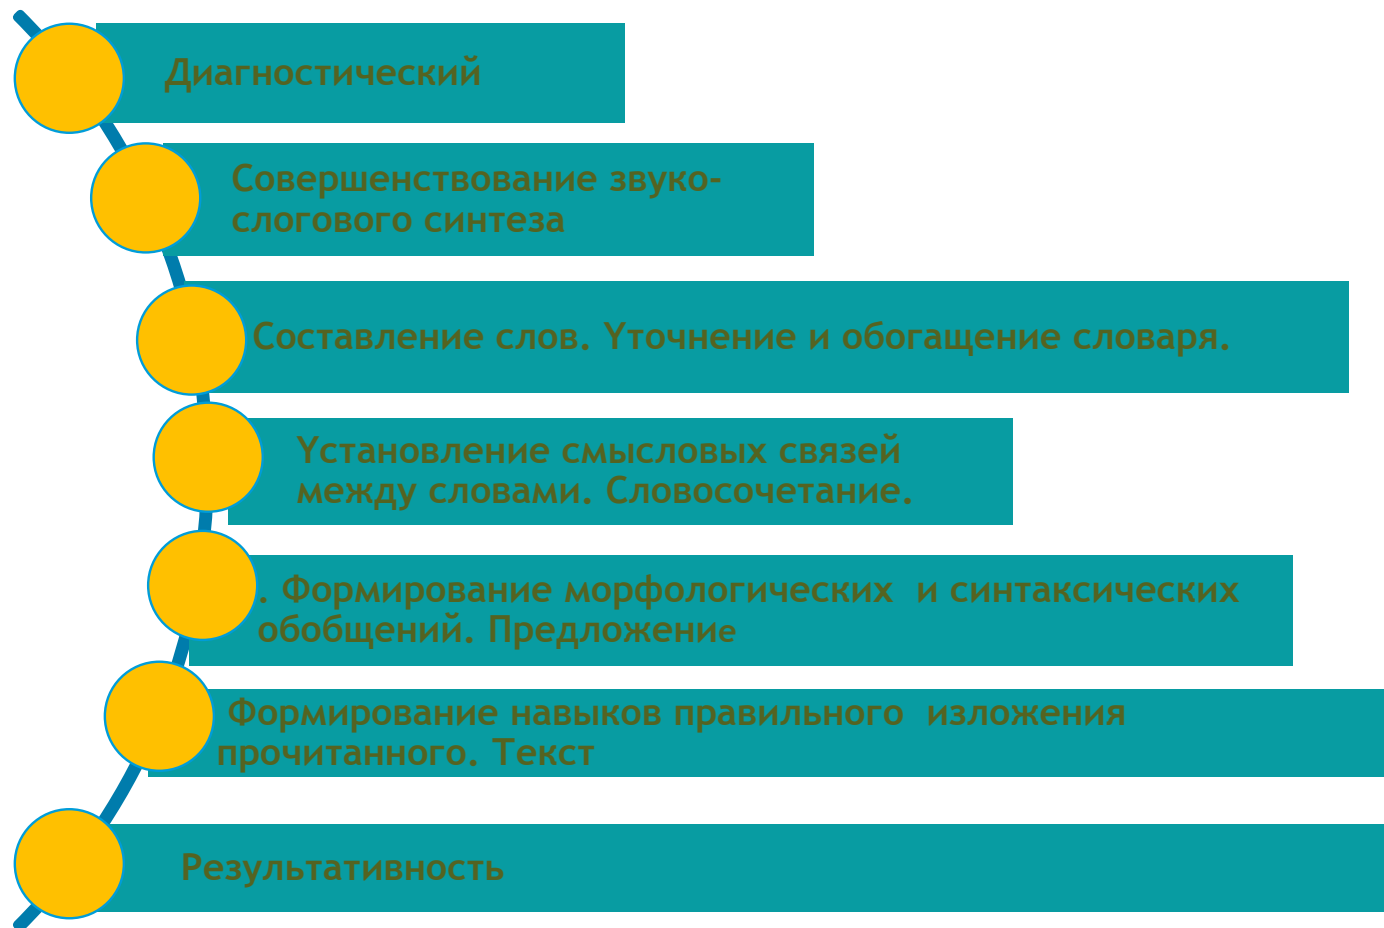 Диагностический
Совершенствование звуко-
слогового синтеза
Составление слов. Уточнение и обогащение словаря.
Установление смысловых связей
между словами. Словосочетание.
. Формирование морфологических  и синтаксических
обобщений. Предложение
Формирование навыков правильного  изложения
прочитанного. Текст
Результативность